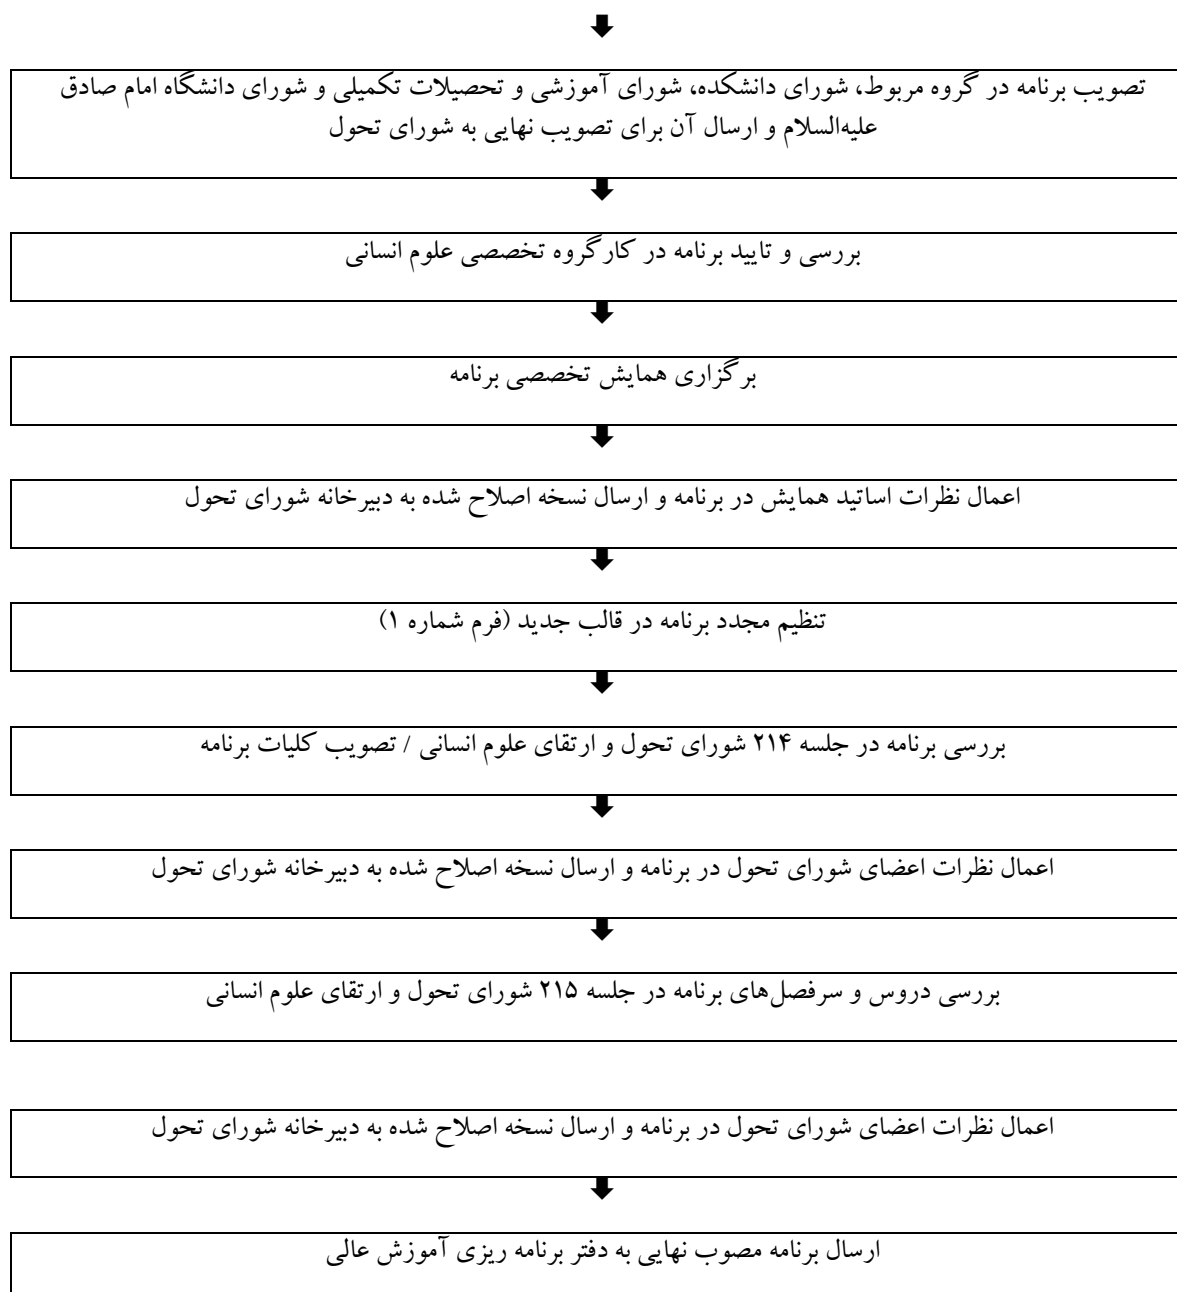 تصویب برنامه در گروه مربوط، شورای دانشکده، شورای آموزشی و تحصیلات تکمیلی و شورای دانشگاه امام صادق
علیه‌السلام و ارسال آن برای تصویب نهایی به شورای تحول
بررسی و تایید برنامه در کارگروه تخصصی علوم انسانی
برگزاری همایش تخصصی برنامه
اعمال نظرات اساتید همایش در برنامه و ارسال نسخه اصلاح شده به دبیرخانه شورای تحول
تنظیم مجدد برنامه در قالب جدید (فرم شماره ۱)
بررسی برنامه در جلسه ۲۱۴ شورای تحول و ارتقای علوم انسانی / تصویب کلیات برنامه
اعمال نظرات اعضای شورای تحول در برنامه و ارسال نسخه اصلاح شده به دبیرخانه شورای تحول
بررسی دروس و سرفصل‌های برنامه در جلسه ۲۱۵ شورای تحول و ارتقای علوم انسانی
اعمال نظرات اعضای شورای تحول در برنامه و ارسال نسخه اصلاح شده به دبیرخانه شورای تحول
ارسال برنامه مصوب نهایی به دفتر برنامه ریزی آموزش عالی